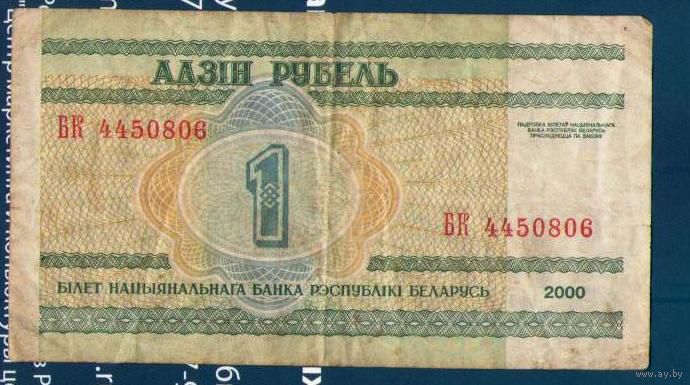 АДЗІН РУБЕЛЬ
БК 4450806
ПАДРОБКА БІЛЕТАЎ НАЦЫЯНАЛЬНАГА
БАНКА РЭСПУБЛІКІ БЕЛАРУСЬ
ПРАСЛЕДУЕЦЦА ПА ЗАКОНУ
1
БК 4450806
БІЛЕТ НАЦЫЯНАЛЬНАГА БАНКА РЭСПУБЛІКІ БЕЛАРУСЬ 2000
www.ay.by